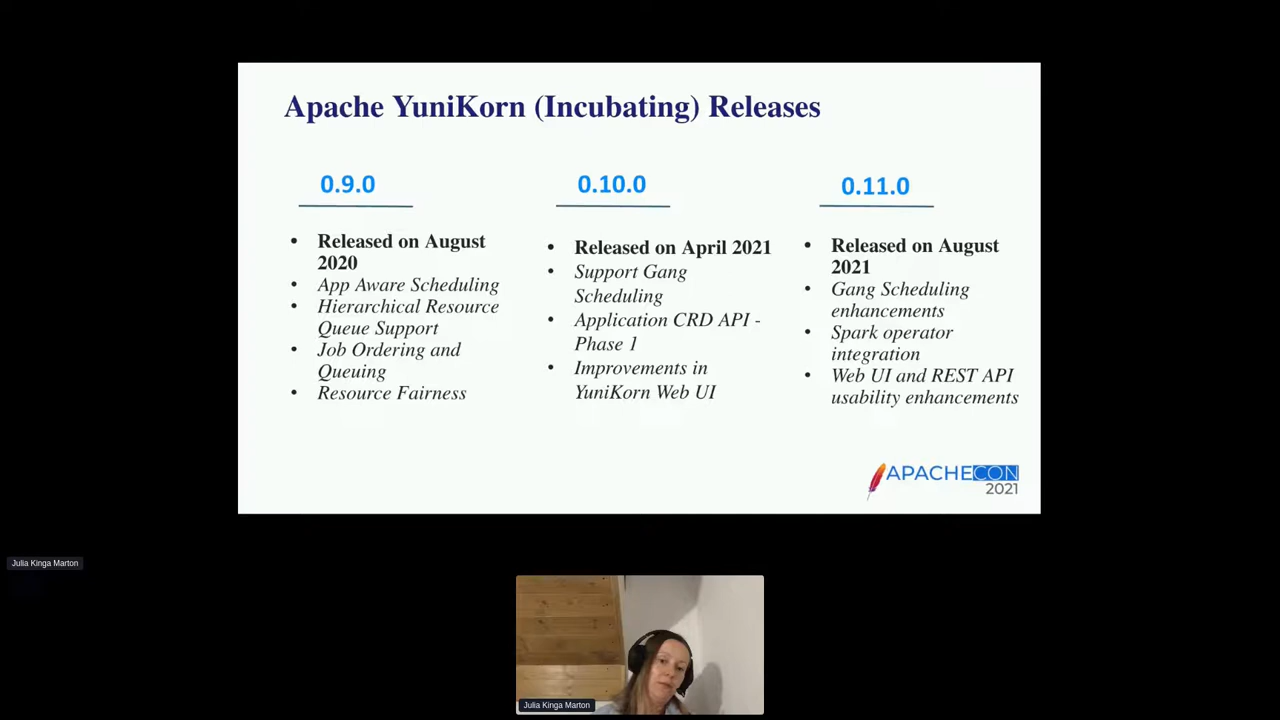 Apache YuniKorn (Incubating) Releases
0.9.0
• Released on August
2020
• App Aware Scheduling
• Hierarchical Resource
Queue Support
• Job Ordering and
Queuing
• Resource Fairness
0.10.0
• Released on April 2021
• Support Gang
Scheduling
• Application CRD API -
Phase 1
• Improvements in
YuniKorn Web UI
0.11.0
• Released on August
2021
• Gang Scheduling
enhancements
• Spark operator
integration
• Web UI and REST API
usability enhancements
APACHECON
2021
Julia Kinga Marton
Julia Kinga Marton